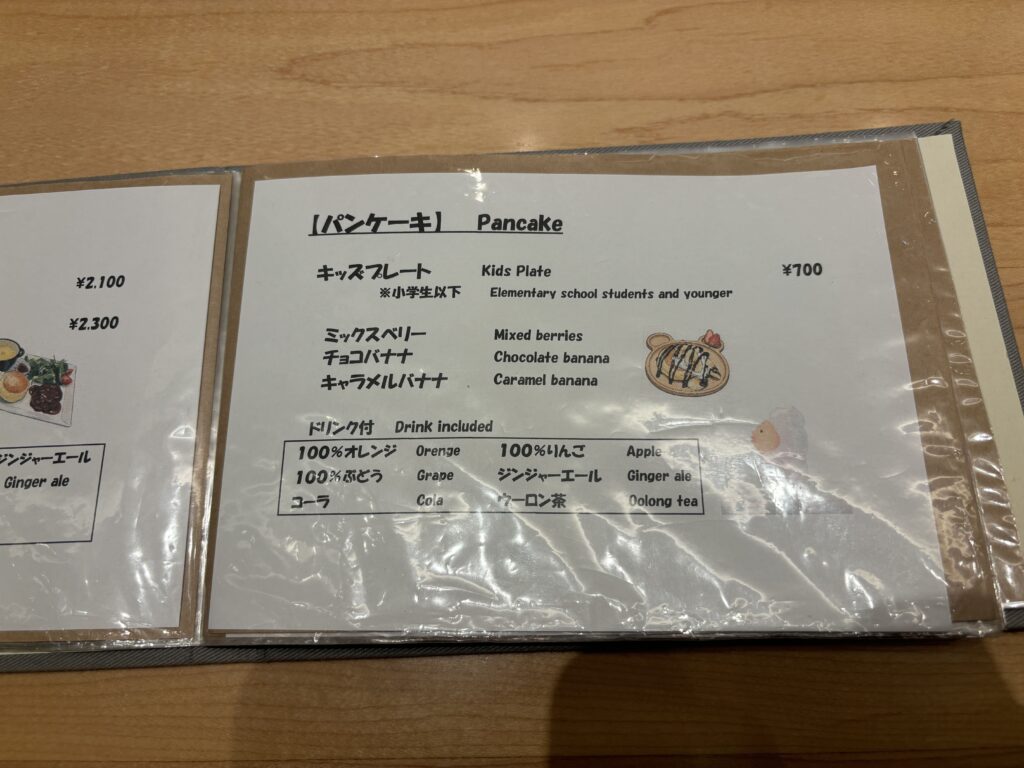 ¥2.100
¥2.300
ジンジャーエール
Ginger ale
【パンケーキ】 Pancake
キッズプレート Kids Plate ¥700
※小学生以下 Elementary school students and younger
ミックスベリー Mixed berries
チョコバナナ Chocolate banana
キャラメルバナナ Caramel banana
ドリンク付 Drink included
100%オレンジ Orenge 100%りんご Apple
100%ぶどう Grape ジンジャーエール Ginger ale
コーラ Cola ウーロン茶 Oolong tea